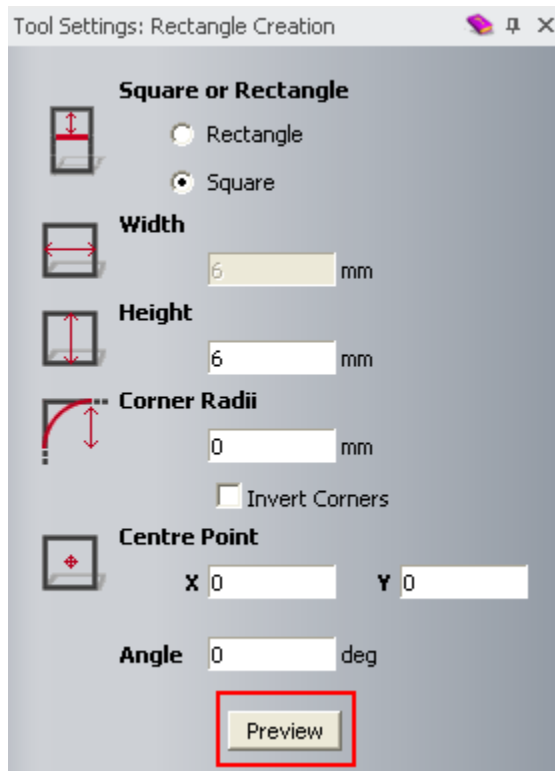 Tool Settings: Rectangle Creation
Square or Rectangle
Rectangle
Square
Width
6 mm
Height
6 mm
Corner Radii
0 mm
Invert Corners
Centre Point
X 0 Y 0
Angle 0 deg
Preview